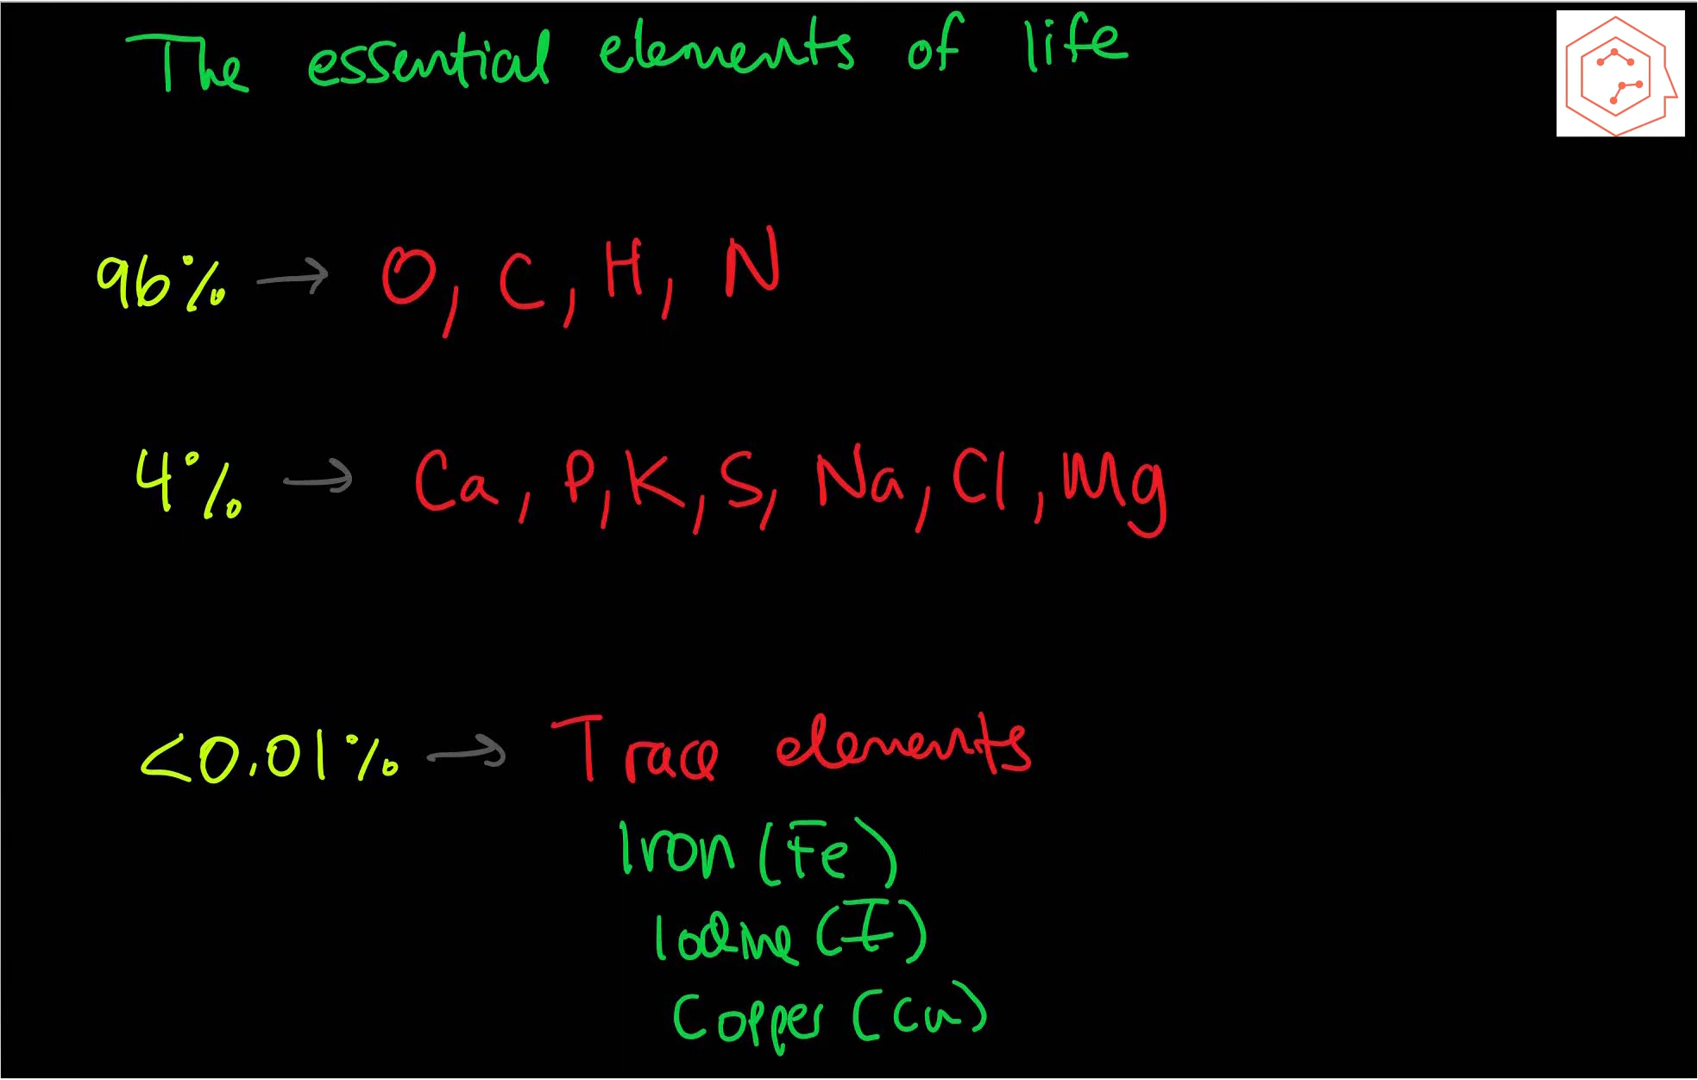 The essential elements of life
96% → O, C, H, N
4% → Ca, P, K, S, Na, Cl, Mg
<0.01% → Trace elements
Iron (Fe)
Iodine (I)
Copper (Cu)